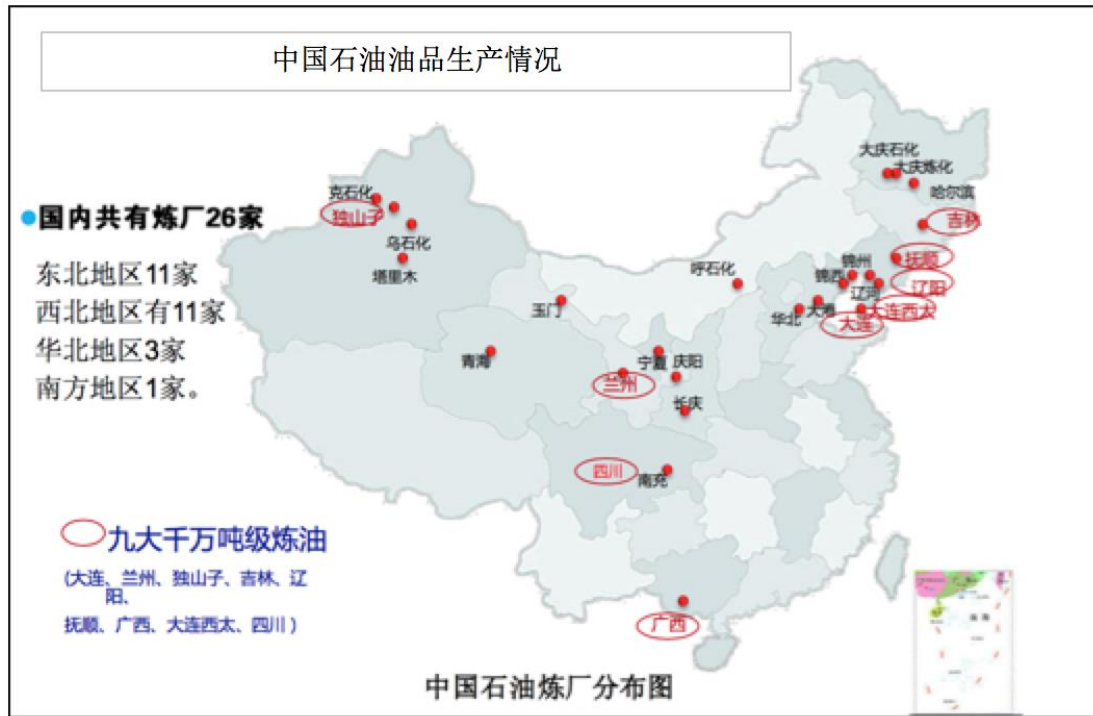 中国石油油品生产情况
●国内共有炼厂26家
东北地区11家
西北地区有11家
华北地区3家
南方地区1家。
大庆石化
大庆炼化
哈尔滨
吉林
克石化
独山子
乌石化
塔里木
抚顺
锦州
锦西
辽阳
辽河
呼石化
大连西太
大连
华北
大港
玉门
青海
宁夏
庆阳
兰州
长庆
四川
南充
广西
九大千万吨级炼油
(大连、兰州、独山子、吉林、辽
阳、
抚顺、广西、大连西太、四川）
中国石油炼厂分布图